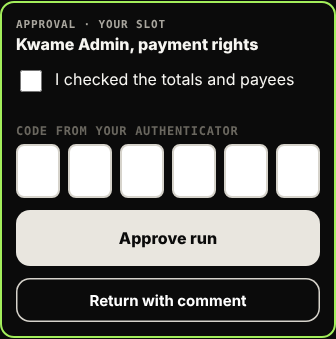 APPROVAL · YOUR SLOT
Kwame Admin, payment rights
I checked the totals and payees
CODE FROM YOUR AUTHENTICATOR
Approve run
Return with comment